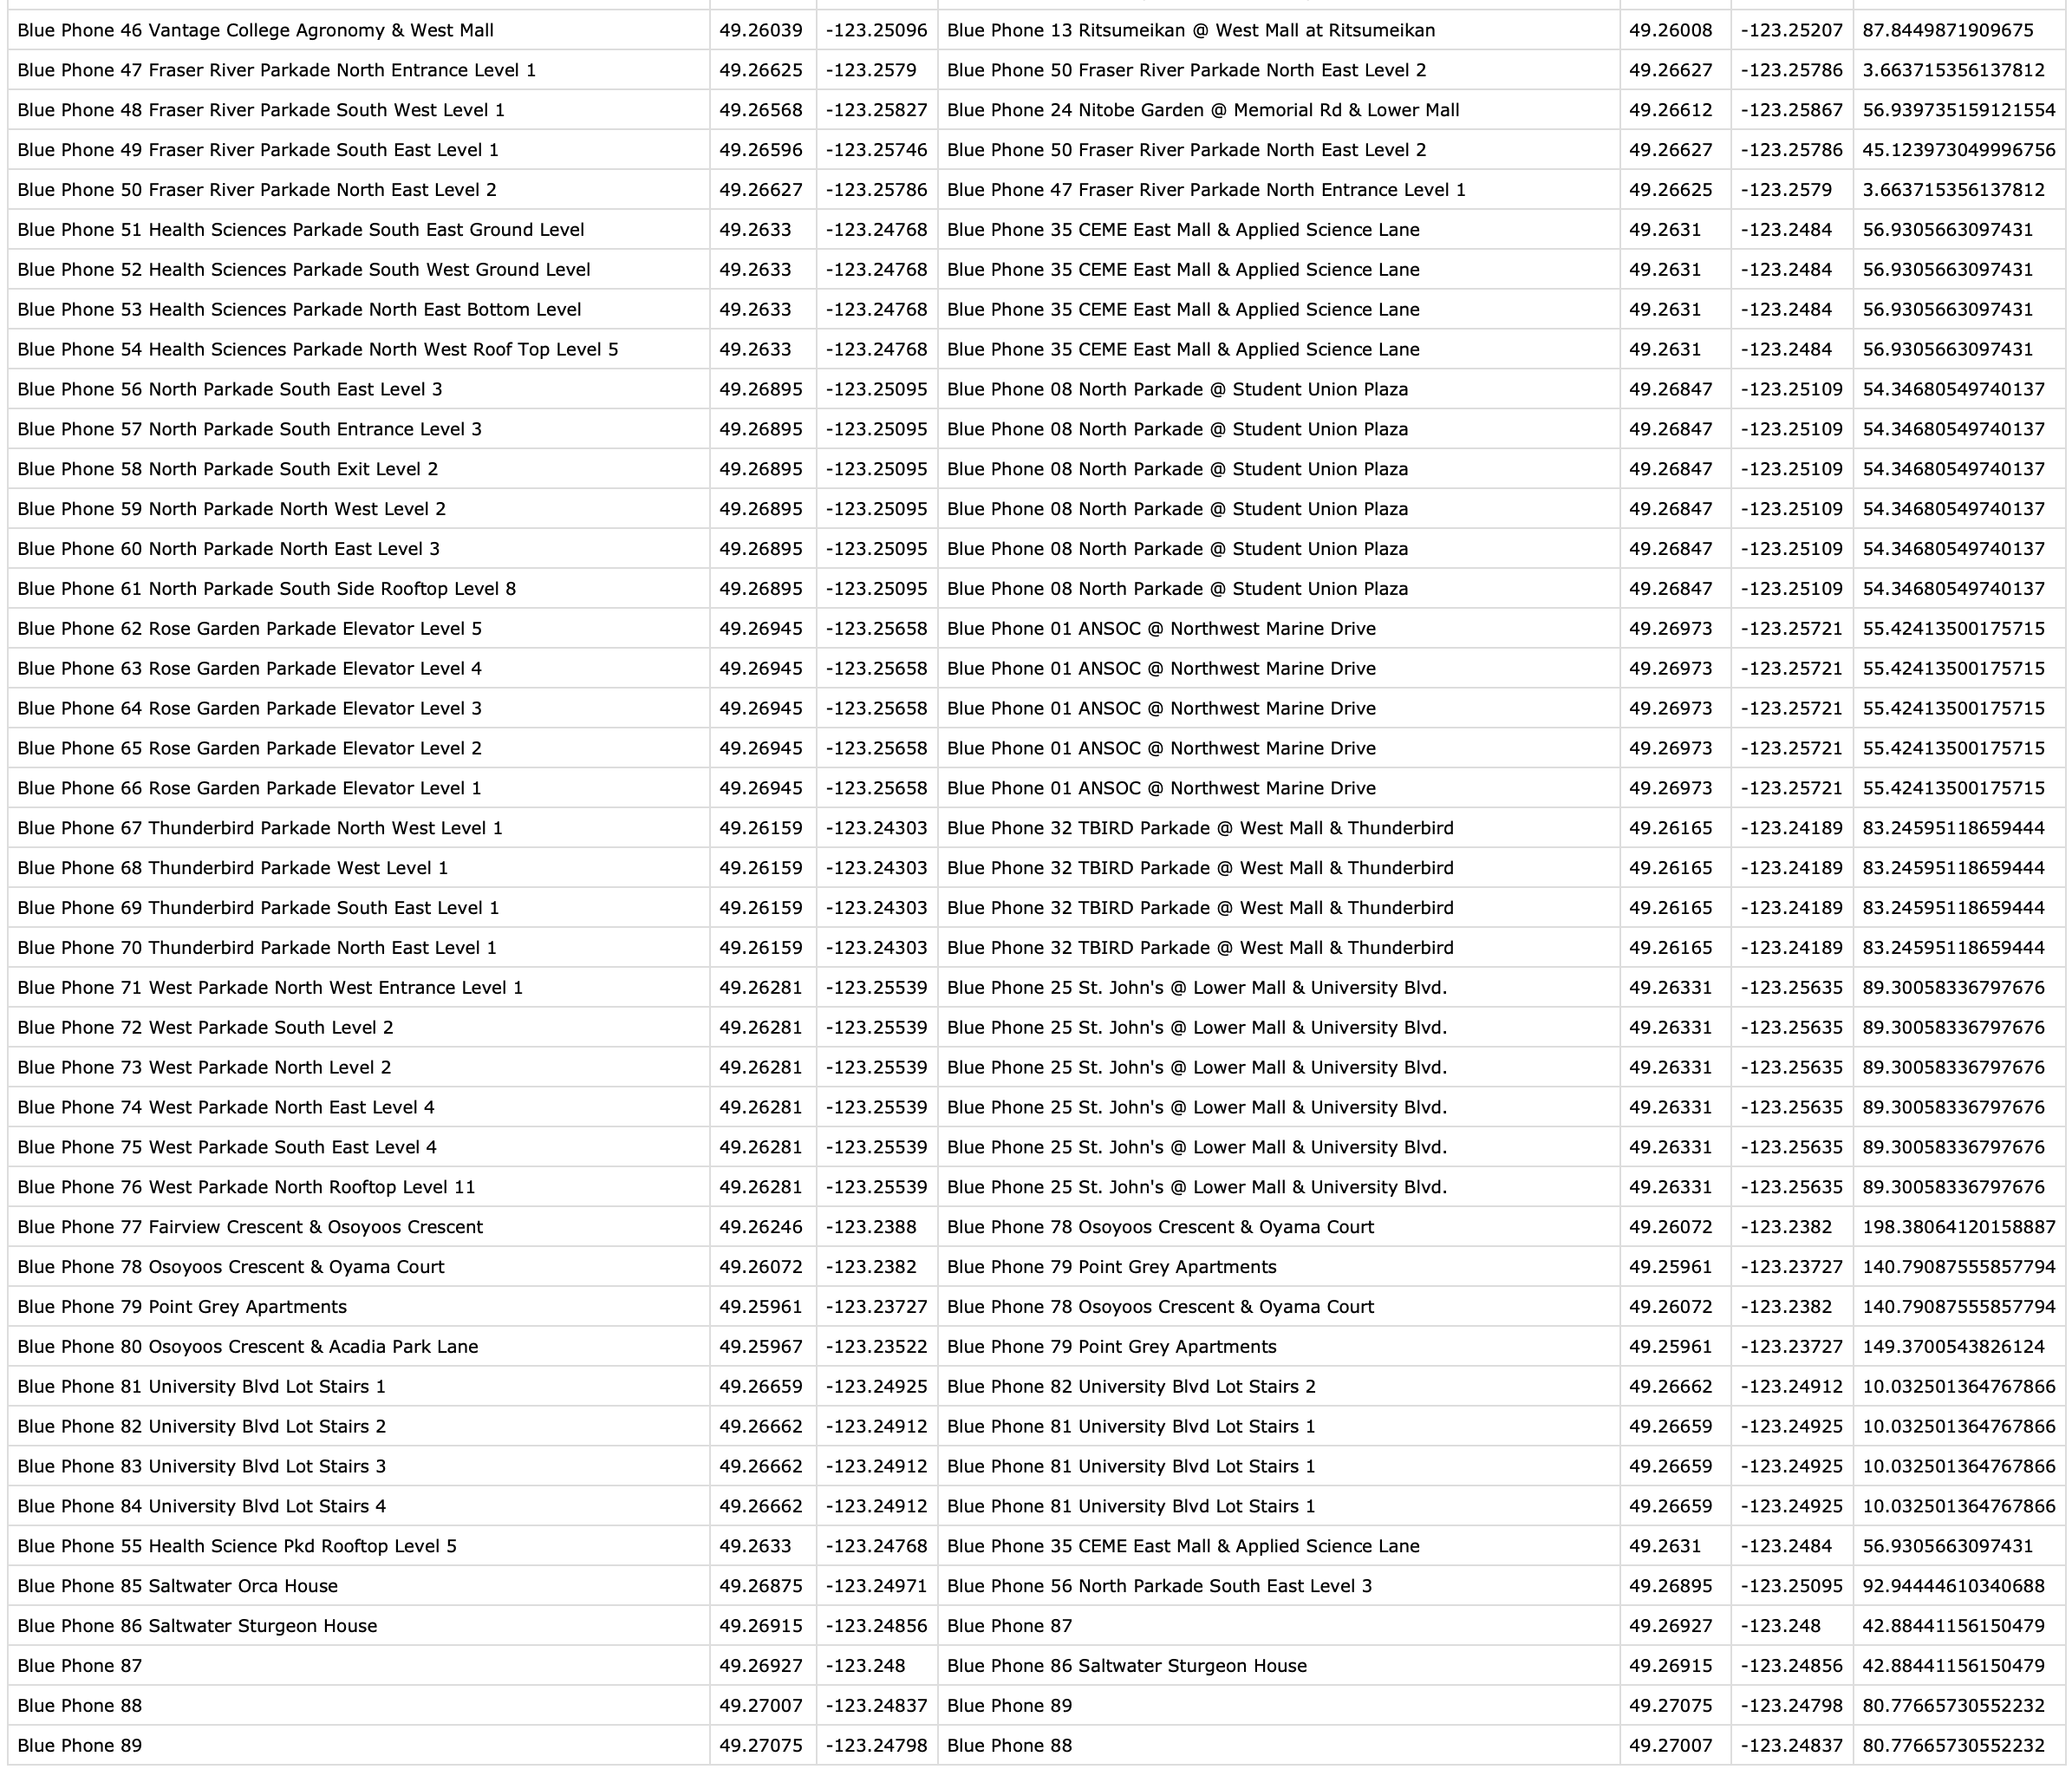 Blue Phone 46 Vantage College Agronomy & West Mall 49.26039 -123.25096 Blue Phone 13 Ritsumeikan @ West Mall at Ritsumeikan 49.26008 -123.25207 87.8449871909675
Blue Phone 47 Fraser River Parkade North Entrance Level 1 49.26625 -123.2579 Blue Phone 50 Fraser River Parkade North East Level 2 49.26627 -123.25786 3.663715356137812
Blue Phone 48 Fraser River Parkade South West Level 1 49.26568 -123.25827 Blue Phone 24 Nitobe Garden @ Memorial Rd & Lower Mall 49.26612 -123.25867 56.939735159121554
Blue Phone 49 Fraser River Parkade South East Level 1 49.26596 -123.25746 Blue Phone 50 Fraser River Parkade North East Level 2 49.26627 -123.25786 45.123973049996756
Blue Phone 50 Fraser River Parkade North East Level 2 49.26627 -123.25786 Blue Phone 47 Fraser River Parkade North Entrance Level 1 49.26625 -123.2579 3.663715356137812
Blue Phone 51 Health Sciences Parkade South East Ground Level 49.2633 -123.24768 Blue Phone 35 CEME East Mall & Applied Science Lane 49.2631 -123.2484 56.9305663097431
Blue Phone 52 Health Sciences Parkade South West Ground Level 49.2633 -123.24768 Blue Phone 35 CEME East Mall & Applied Science Lane 49.2631 -123.2484 56.9305663097431
Blue Phone 53 Health Sciences Parkade North East Bottom Level 49.2633 -123.24768 Blue Phone 35 CEME East Mall & Applied Science Lane 49.2631 -123.2484 56.9305663097431
Blue Phone 54 Health Sciences Parkade North West Roof Top Level 5 49.2633 -123.24768 Blue Phone 35 CEME East Mall & Applied Science Lane 49.2631 -123.2484 56.9305663097431
Blue Phone 56 North Parkade South East Level 3 49.26895 -123.25095 Blue Phone 08 North Parkade @ Student Union Plaza 49.26847 -123.25109 54.34680549740137
Blue Phone 57 North Parkade South Entrance Level 3 49.26895 -123.25095 Blue Phone 08 North Parkade @ Student Union Plaza 49.26847 -123.25109 54.34680549740137
Blue Phone 58 North Parkade South Exit Level 2 49.26895 -123.25095 Blue Phone 08 North Parkade @ Student Union Plaza 49.26847 -123.25109 54.34680549740137
Blue Phone 59 North Parkade North West Level 2 49.26895 -123.25095 Blue Phone 08 North Parkade @ Student Union Plaza 49.26847 -123.25109 54.34680549740137
Blue Phone 60 North Parkade North East Level 3 49.26895 -123.25095 Blue Phone 08 North Parkade @ Student Union Plaza 49.26847 -123.25109 54.34680549740137
Blue Phone 61 North Parkade South Side Rooftop Level 8 49.26895 -123.25095 Blue Phone 08 North Parkade @ Student Union Plaza 49.26847 -123.25109 54.34680549740137
Blue Phone 62 Rose Garden Parkade Elevator Level 5 49.26945 -123.25658 Blue Phone 01 ANSOC @ Northwest Marine Drive 49.26973 -123.25721 55.42413500175715
Blue Phone 63 Rose Garden Parkade Elevator Level 4 49.26945 -123.25658 Blue Phone 01 ANSOC @ Northwest Marine Drive 49.26973 -123.25721 55.42413500175715
Blue Phone 64 Rose Garden Parkade Elevator Level 3 49.26945 -123.25658 Blue Phone 01 ANSOC @ Northwest Marine Drive 49.26973 -123.25721 55.42413500175715
Blue Phone 65 Rose Garden Parkade Elevator Level 2 49.26945 -123.25658 Blue Phone 01 ANSOC @ Northwest Marine Drive 49.26973 -123.25721 55.42413500175715
Blue Phone 66 Rose Garden Parkade Elevator Level 1 49.26945 -123.25658 Blue Phone 01 ANSOC @ Northwest Marine Drive 49.26973 -123.25721 55.42413500175715
Blue Phone 67 Thunderbird Parkade North West Level 1 49.26159 -123.24303 Blue Phone 32 TBIRD Parkade @ West Mall & Thunderbird 49.26165 -123.24189 83.24595118659444
Blue Phone 68 Thunderbird Parkade West Level 1 49.26159 -123.24303 Blue Phone 32 TBIRD Parkade @ West Mall & Thunderbird 49.26165 -123.24189 83.24595118659444
Blue Phone 69 Thunderbird Parkade South East Level 1 49.26159 -123.24303 Blue Phone 32 TBIRD Parkade @ West Mall & Thunderbird 49.26165 -123.24189 83.24595118659444
Blue Phone 70 Thunderbird Parkade North East Level 1 49.26159 -123.24303 Blue Phone 32 TBIRD Parkade @ West Mall & Thunderbird 49.26165 -123.24189 83.24595118659444
Blue Phone 71 West Parkade North West Entrance Level 1 49.26281 -123.25539 Blue Phone 25 St. John's @ Lower Mall & University Blvd. 49.26331 -123.25635 89.30058336797676
Blue Phone 72 West Parkade South Level 2 49.26281 -123.25539 Blue Phone 25 St. John's @ Lower Mall & University Blvd. 49.26331 -123.25635 89.30058336797676
Blue Phone 73 West Parkade North Level 2 49.26281 -123.25539 Blue Phone 25 St. John's @ Lower Mall & University Blvd. 49.26331 -123.25635 89.30058336797676
Blue Phone 74 West Parkade North East Level 4 49.26281 -123.25539 Blue Phone 25 St. John's @ Lower Mall & University Blvd. 49.26331 -123.25635 89.30058336797676
Blue Phone 75 West Parkade South East Level 4 49.26281 -123.25539 Blue Phone 25 St. John's @ Lower Mall & University Blvd. 49.26331 -123.25635 89.30058336797676
Blue Phone 76 West Parkade North Rooftop Level 11 49.26281 -123.25539 Blue Phone 25 St. John's @ Lower Mall & University Blvd. 49.26331 -123.25635 89.30058336797676
Blue Phone 77 Fairview Crescent & Osoyoos Crescent 49.26246 -123.2388 Blue Phone 78 Osoyoos Crescent & Oyama Court 49.26072 -123.2382 198.38064120158887
Blue Phone 78 Osoyoos Crescent & Oyama Court 49.26072 -123.2382 Blue Phone 79 Point Grey Apartments 49.25961 -123.23727 140.79087555857794
Blue Phone 79 Point Grey Apartments 49.25961 -123.23727 Blue Phone 78 Osoyoos Crescent & Oyama Court 49.26072 -123.2382 140.79087555857794
Blue Phone 80 Osoyoos Crescent & Acadia Park Lane 49.25967 -123.23522 Blue Phone 79 Point Grey Apartments 49.25961 -123.23727 149.3700543826124
Blue Phone 81 University Blvd Lot Stairs 1 49.26659 -123.24925 Blue Phone 82 University Blvd Lot Stairs 2 49.26662 -123.24912 10.032501364767866
Blue Phone 82 University Blvd Lot Stairs 2 49.26662 -123.24912 Blue Phone 81 University Blvd Lot Stairs 1 49.26659 -123.24925 10.032501364767866
Blue Phone 83 University Blvd Lot Stairs 3 49.26662 -123.24912 Blue Phone 81 University Blvd Lot Stairs 1 49.26659 -123.24925 10.032501364767866
Blue Phone 84 University Blvd Lot Stairs 4 49.26662 -123.24912 Blue Phone 81 University Blvd Lot Stairs 1 49.26659 -123.24925 10.032501364767866
Blue Phone 55 Health Science Pkd Rooftop Level 5 49.2633 -123.24768 Blue Phone 35 CEME East Mall & Applied Science Lane 49.2631 -123.2484 56.9305663097431
Blue Phone 85 Saltwater Orca House 49.26875 -123.24971 Blue Phone 56 North Parkade South East Level 3 49.26895 -123.25095 92.94444610340688
Blue Phone 86 Saltwater Sturgeon House 49.26915 -123.24856 Blue Phone 87 49.26927 -123.248 42.88441156150479
Blue Phone 87 49.26927 -123.248 Blue Phone 86 Saltwater Sturgeon House 49.26915 -123.24856 42.88441156150479
Blue Phone 88 49.27007 -123.24837 Blue Phone 89 49.27075 -123.24798 80.77665730552232
Blue Phone 89 49.27075 -123.24798 Blue Phone 88 49.27007 -123.24837 80.77665730552232